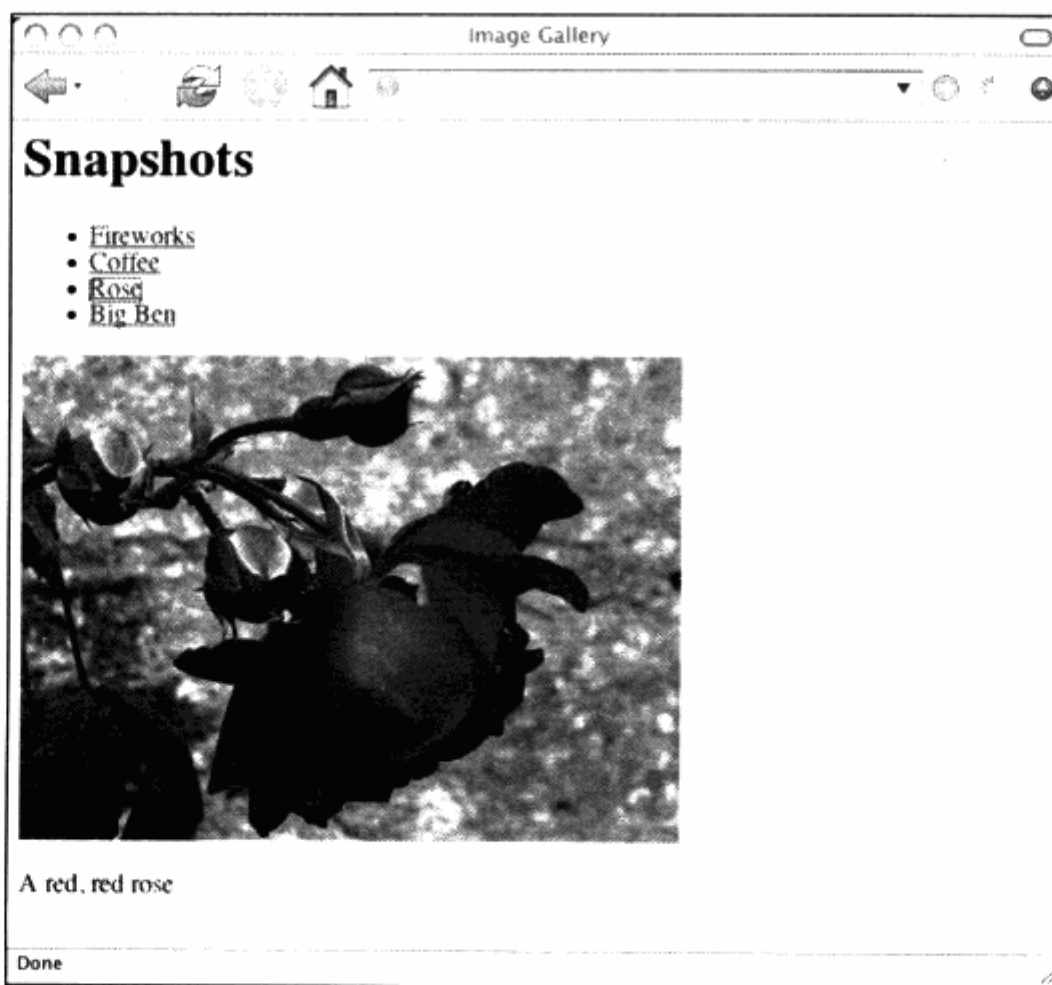 Image Gallery
Snapshots
Fireworks
Coffee
Rose
Big Ben
A red, red rose
Done